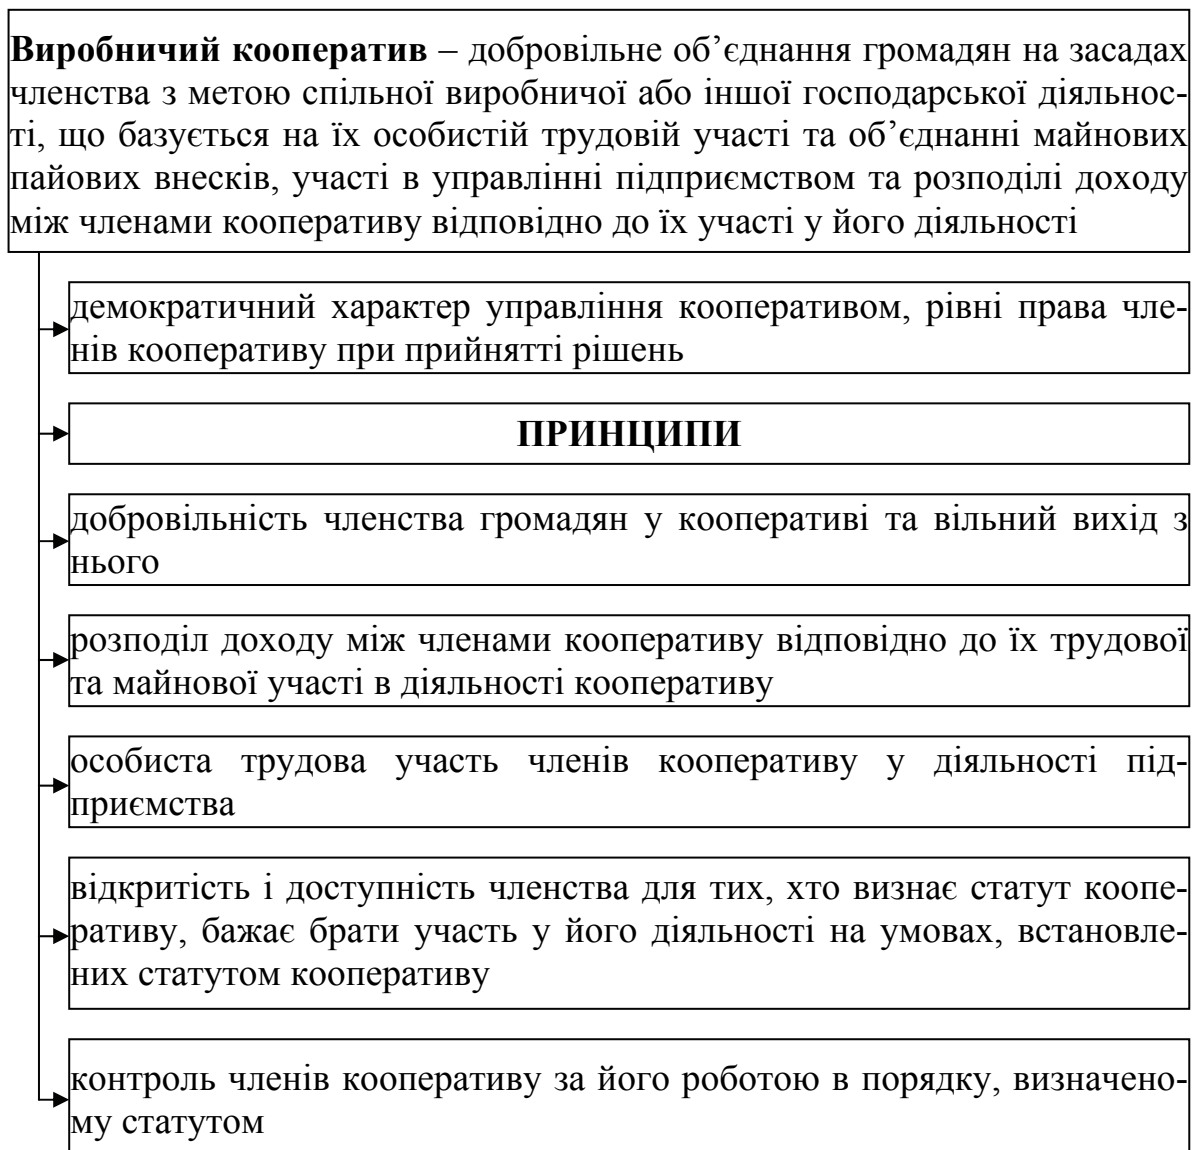 Виробничий кооператив – добровільне об’єднання громадян на засадах
членства з метою спільної виробничої або іншої господарської діяльнос-
ті, що базується на їх особистій трудовій участі та об’єднанні майнових
пайових внесків, участі в управлінні підприємством та розподілі доходу
між членами кооперативу відповідно до їх участі у його діяльності
демократичний характер управління кооперативом, рівні права чле-
нів кооперативу при прийнятті рішень
ПРИНЦИПИ
добровільність членства громадян у кооперативі та вільний вихід з
нього
розподіл доходу між членами кооперативу відповідно до їх трудової
та майнової участі в діяльності кооперативу
особиста трудова участь членів кооперативу у діяльності під-
приємства
відкритість і доступність членства для тих, хто визнає статут коопе-
ративу, бажає брати участь у його діяльності на умовах, встановле-
них статутом кооперативу
контроль членів кооперативу за його роботою в порядку, визначено-
му статутом